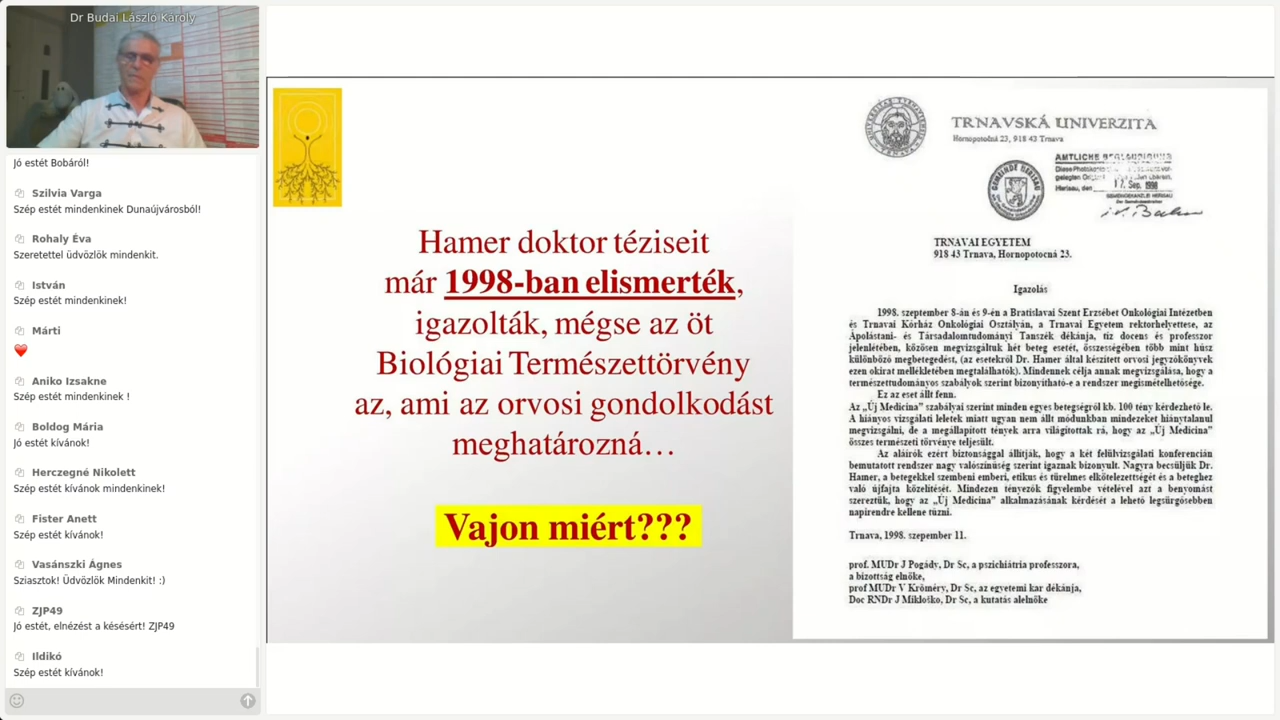 Dr Budai László Károly
Jó estét Bobáról!
Szilvia Varga
Szép estét mindenkinek Dunaújvárosból!
Rohaly Éva
Szeretettel üdvözlök mindenkit.
István
Szép estét mindenkinek!
Márti
❤️
Aniko Izsakne
Szép estét mindenkinek !
Boldog Mária
Jó estét kívánok!
Herczegné Nikolett
Szép estét kívánok mindenkinek!
Fister Anett
Szép estét kívánok!
Vasánszki Ágnes
Sziasztok! Üdvözlök Mindenkit! :)
ZJP49
Jó estét, elnézést a késésért! ZJP49
Ildikó
Szép estét kívánok!
Hamer doktor téziseit
már 1998-ban elismerték,
igazolták, mégse az öt
Biológiai Természettörvény
az, ami az orvosi gondolkodást
meghatározná…
Vajon miért???
TRNAVSKÁ UNIVERZITA
Hornopotočná 23, 918 43 Trnava
AMTLICHE
Herisau, den
17. Sep. 1998
TRNAVAI EGYETEM
918 43 Trnava, Hornopotocná 23.
Igazolás
1998. szeptember 8-án és 9-én a Bratislavai Szent Erzsébet Onkológiai Intézetben
és Trnavai Kórház Onkológiai Osztályán, a Trnavai Egyetem rektorhelyettese, az
Ápolástani- és Társadalomtudományi Tanszék dékánja, tíz docens és professor
jelenlétében, közösen megvizsgáltuk hét beteg esetét, összességében több mint húsz
különböző megbetegedést, (az esetekről Dr. Hamer által készített orvosi jegyzőkönyvek
ezen okirat mellékletében megtalálhatók). Mindennek célja annak megvizsgálása, hogy a
természettudományos szabályok szerint bizonyítható-e a rendszer megismételhetősége.
Ez az eset állt fenn.
Az „Új Medicina” szabályai szerint minden egyes betegségről kb. 100 tény kérdezhető le.
A hiányos vizsgálati leletek miatt ugyan nem állt módunkban mindezeket hiánytalanul
megvizsgálni, de a megállapított tények arra világítottak rá, hogy az „Új Medicina”
összes természeti törvénye teljesült.
Az aláírók ezért biztonsággal állítják, hogy a két felülvizsgálati konferencián
bemutatott rendszer nagy valószínűség szerint igaznak bizonyult. Nagyra becsüljük Dr.
Hamer, a betegekkel szembeni emberi, etikus és türelmes elkötelezettségét és a beteghez
való újfajta közelítését. Mindezen tényezők figyelembe vételével azt a benyomást
szereztük, hogy az „Új Medicina” alkalmazásának kérdését a lehető legsürgősebben
napirendre kellene tűzni.
Trnava, 1998. szepember 11.
prof. MUDr J Pogády, Dr Sc, a pszichiátria professzora,
a bizottság elnöke,
prof MUDr V Krčméry, Dr Sc, az egyetemi kar dékánja,
Doc RNDr J Mikloško, Dr Sc, a kutatás alelnöke